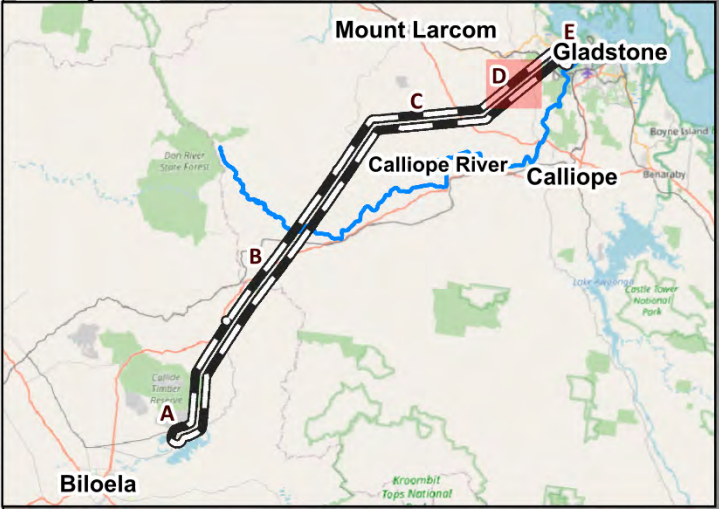 Mount Larcom
E
Gladstone
D
C
Boyne Island
Don River
State Forest
Calliope River
Calliope
Benaraby
B
Lake Awoonga
Castle Tower
National
Park
Callide
Timber
Reserve
A
Biloela
Kroombit
Tops National